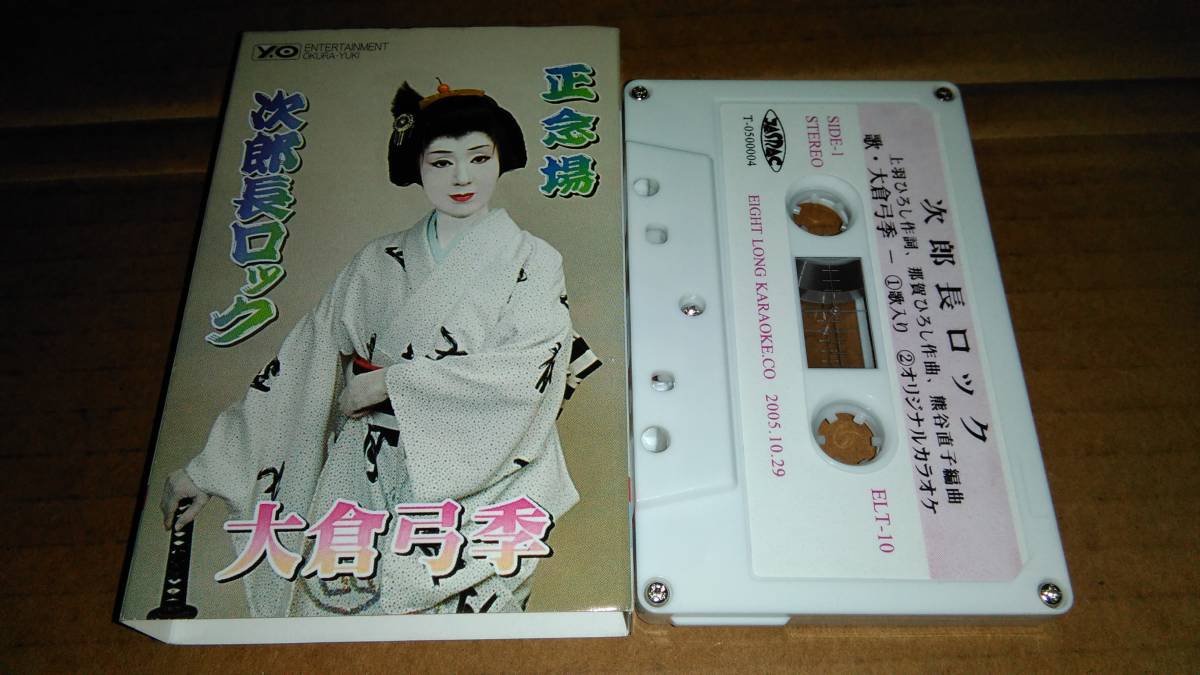 Y.O
ENTERTAINMENT
OKURA-YUKI
正念場
次郎長ロック
大倉弓季
次郎長ロック
上羽ひろし作詞、那賀ひろし作曲、熊谷直子編曲
歌・大倉弓季 ー ①歌入り ②オリジナルカラオケ
SIDE-1
STEREO
JASRAC
T-0500004
EIGHT LONG KARAOKE.CO 2005.10.29
ELT-10